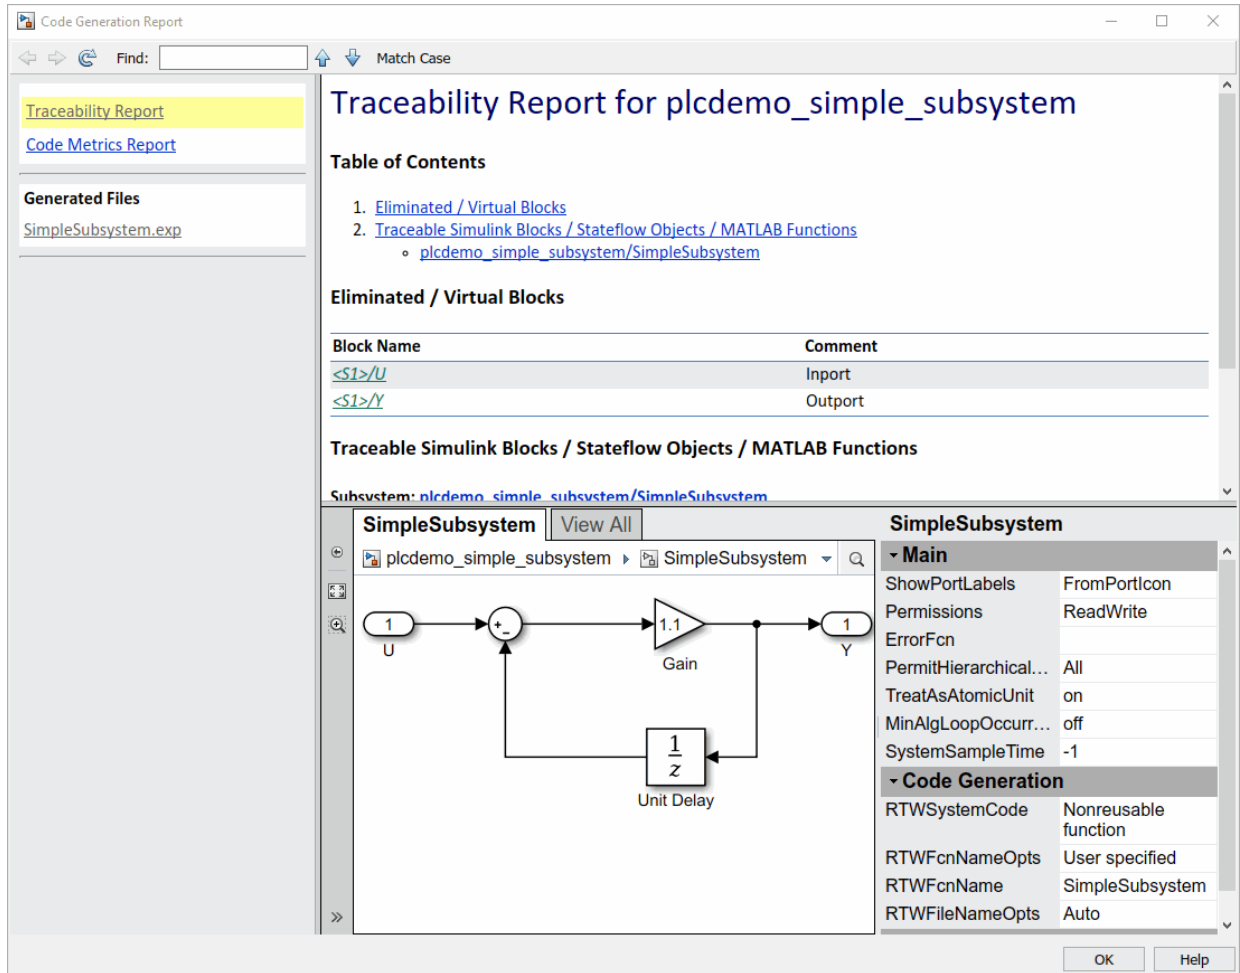 Code Generation Report
Find:
Match Case
Traceability Report
Code Metrics Report
Generated Files
SimpleSubsystem.exp
Traceability Report for plcdemo_simple_subsystem
Table of Contents
1. Eliminated / Virtual Blocks
2. Traceable Simulink Blocks / Stateflow Objects / MATLAB Functions
plcdemo_simple_subsystem/SimpleSubsystem
Eliminated / Virtual Blocks
Block Name Comment
<S1>/U Inport
<S1>/Y Outport
Traceable Simulink Blocks / Stateflow Objects / MATLAB Functions
Subsystem: plcdemo_simple_subsystem/SimpleSubsystem
SimpleSubsystem View All
plcdemo_simple_subsystem SimpleSubsystem
1
U
+
-
1.1
Gain
1
Y
1
z
Unit Delay
SimpleSubsystem
Main
ShowPortLabels FromPortIcon
Permissions ReadWrite
ErrorFcn
PermitHierarchical... All
TreatAsAtomicUnit on
MinAlgLoopOccurr... off
SystemSampleTime -1
Code Generation
RTWSystemCode Nonreusable
function
RTWFcnNameOpts User specified
RTWFcnName SimpleSubsystem
RTWFileNameOpts Auto
OK Help